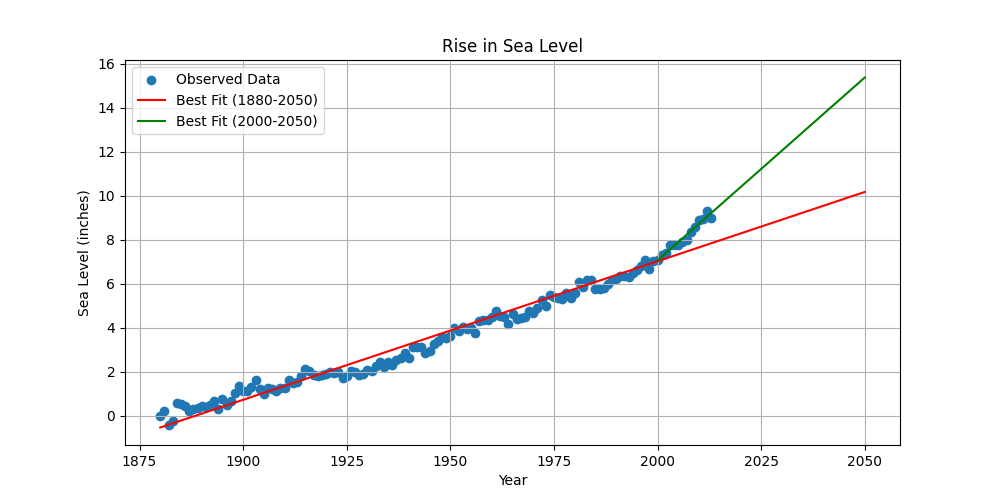 Rise in Sea Level
Observed Data
Best Fit (1880-2050)
Best Fit (2000-2050)
Sea Level (inches)
16
14
12
10
8
6
4
2
0
1875 1900 1925 1950 1975 2000 2025 2050
Year